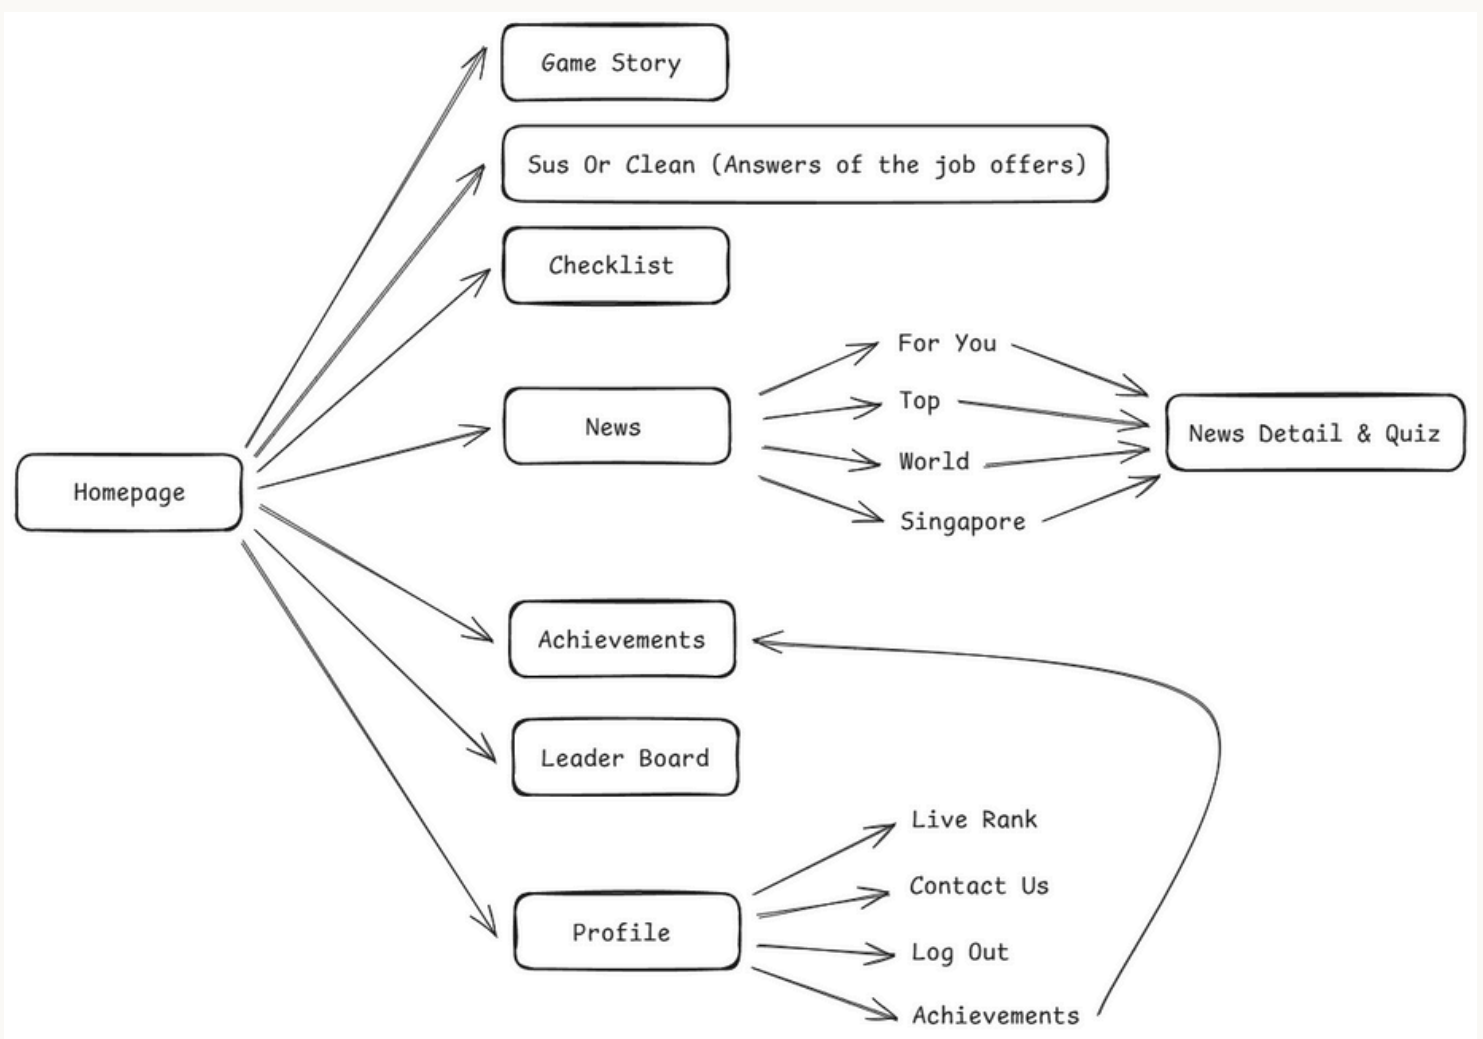 Game Story
Sus Or Clean (Answers of the job offers)
Checklist
For You
Top
News
News Detail & Quiz
World
Homepage
Singapore
Achievements
Leader Board
Live Rank
Contact Us
Profile
Log Out
Achievements